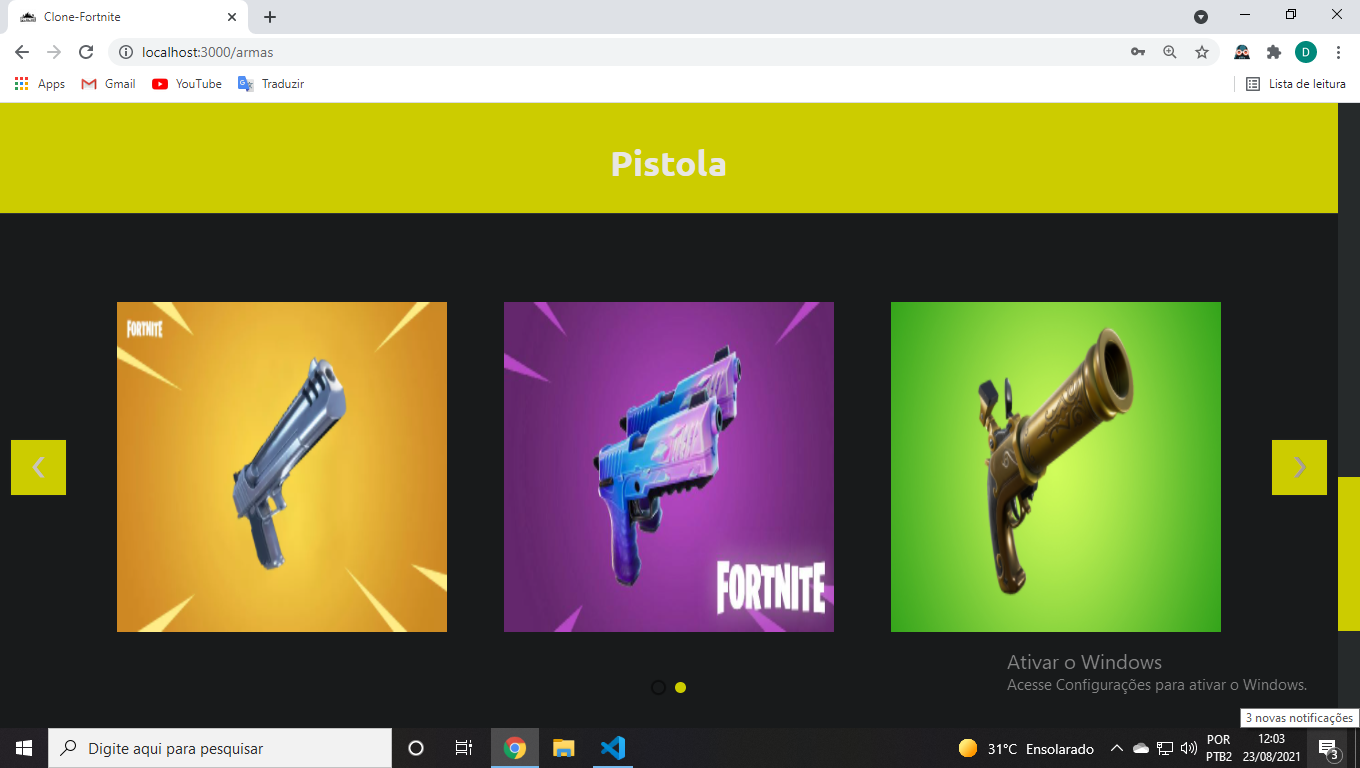 Clone-Fortnite
localhost:3000/armas
D
Apps
Gmail
YouTube
Traduzir
Lista de leitura
Pistola
FORTNITE
FORTNITE
Ativar o Windows
Acesse Configurações para ativar o Windows.
3 novas notificações
Digite aqui para pesquisar
31°C Ensolarado
POR
PTB2
12:03
23/08/2021
3